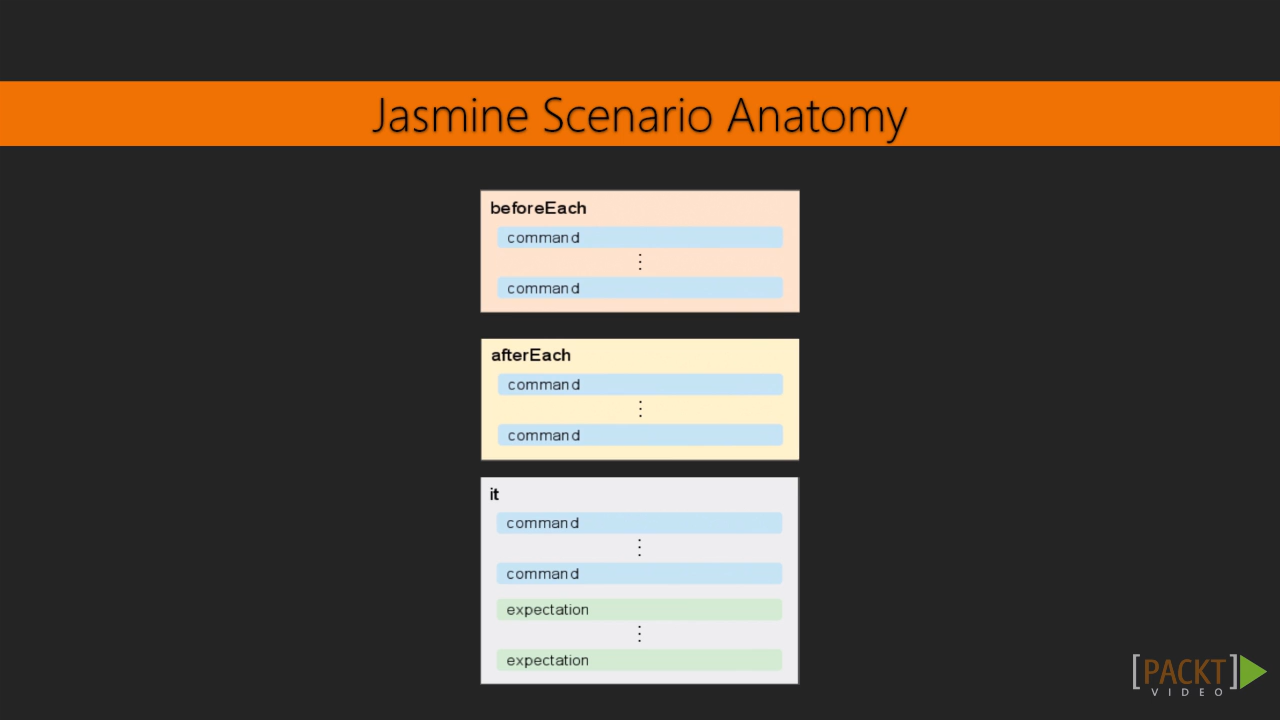 Jasmine Scenario Anatomy
beforeEach
command
⋮
command
afterEach
command
⋮
command
it
command
⋮
command
expectation
⋮
expectation
[PACKT]
VIDEO